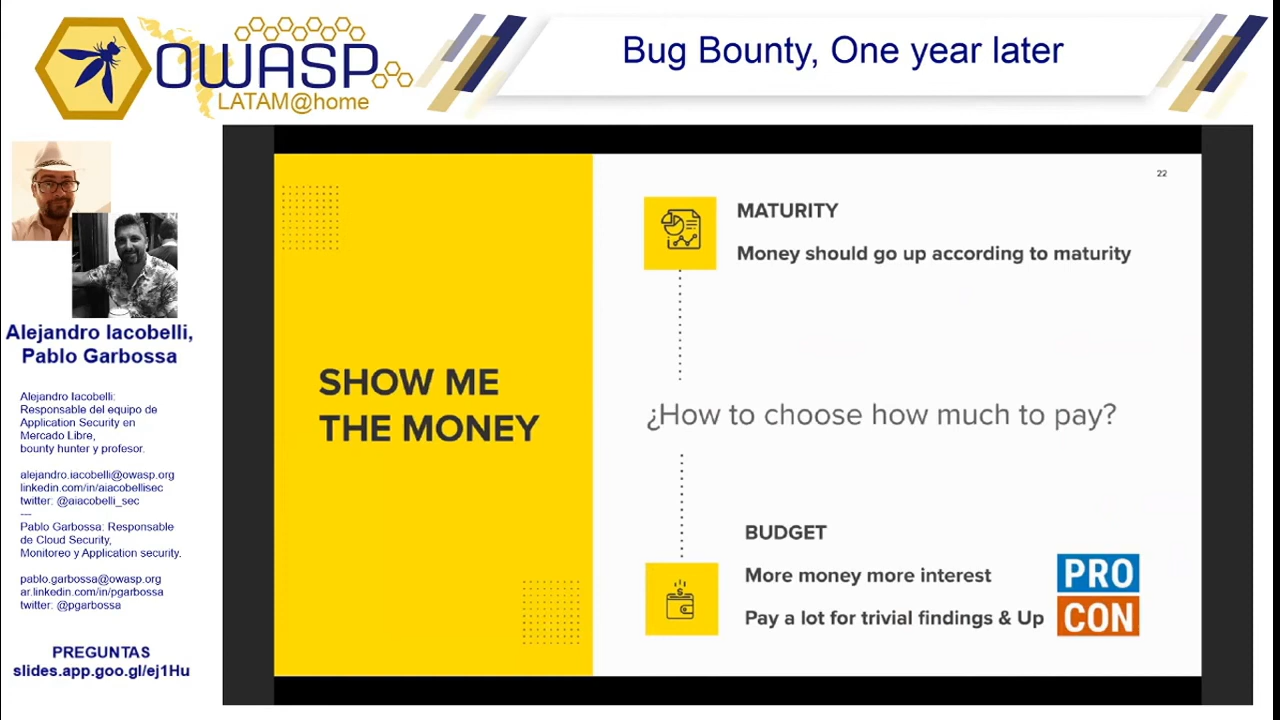 OWASP
LATAM@home
Bug Bounty, One year later
Alejandro Iacobelli,
Pablo Garbossa
Alejandro Iacobelli:
Responsable del equipo de
Application Security en
Mercado Libre,
bounty hunter y profesor.
alejandro.iacobelli@owasp.org
linkedin.com/in/aiacobellisec
twitter: @aiacobelli_sec
---
Pablo Garbossa: Responsable
de Cloud Security,
Monitoreo y Application security.
pablo.garbossa@owasp.org
ar.linkedin.com/in/pgarbossa
twitter: @pgarbossa
PREGUNTAS
slides.app.goo.gl/ej1Hu
SHOW ME
THE MONEY
22
MATURITY
Money should go up according to maturity
¿How to choose how much to pay?
BUDGET
More money more interest
PRO
Pay a lot for trivial findings & Up
CON